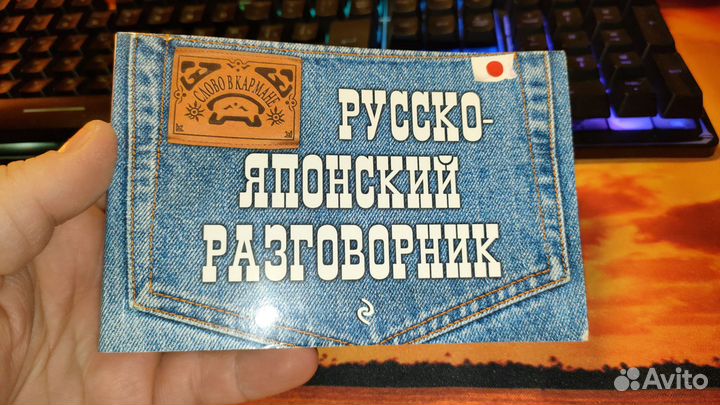 СЛОВО В КАРМАНЕ
РУССКО-
ЯПОНСКИЙ
РАЗГОВОРНИК
Avito